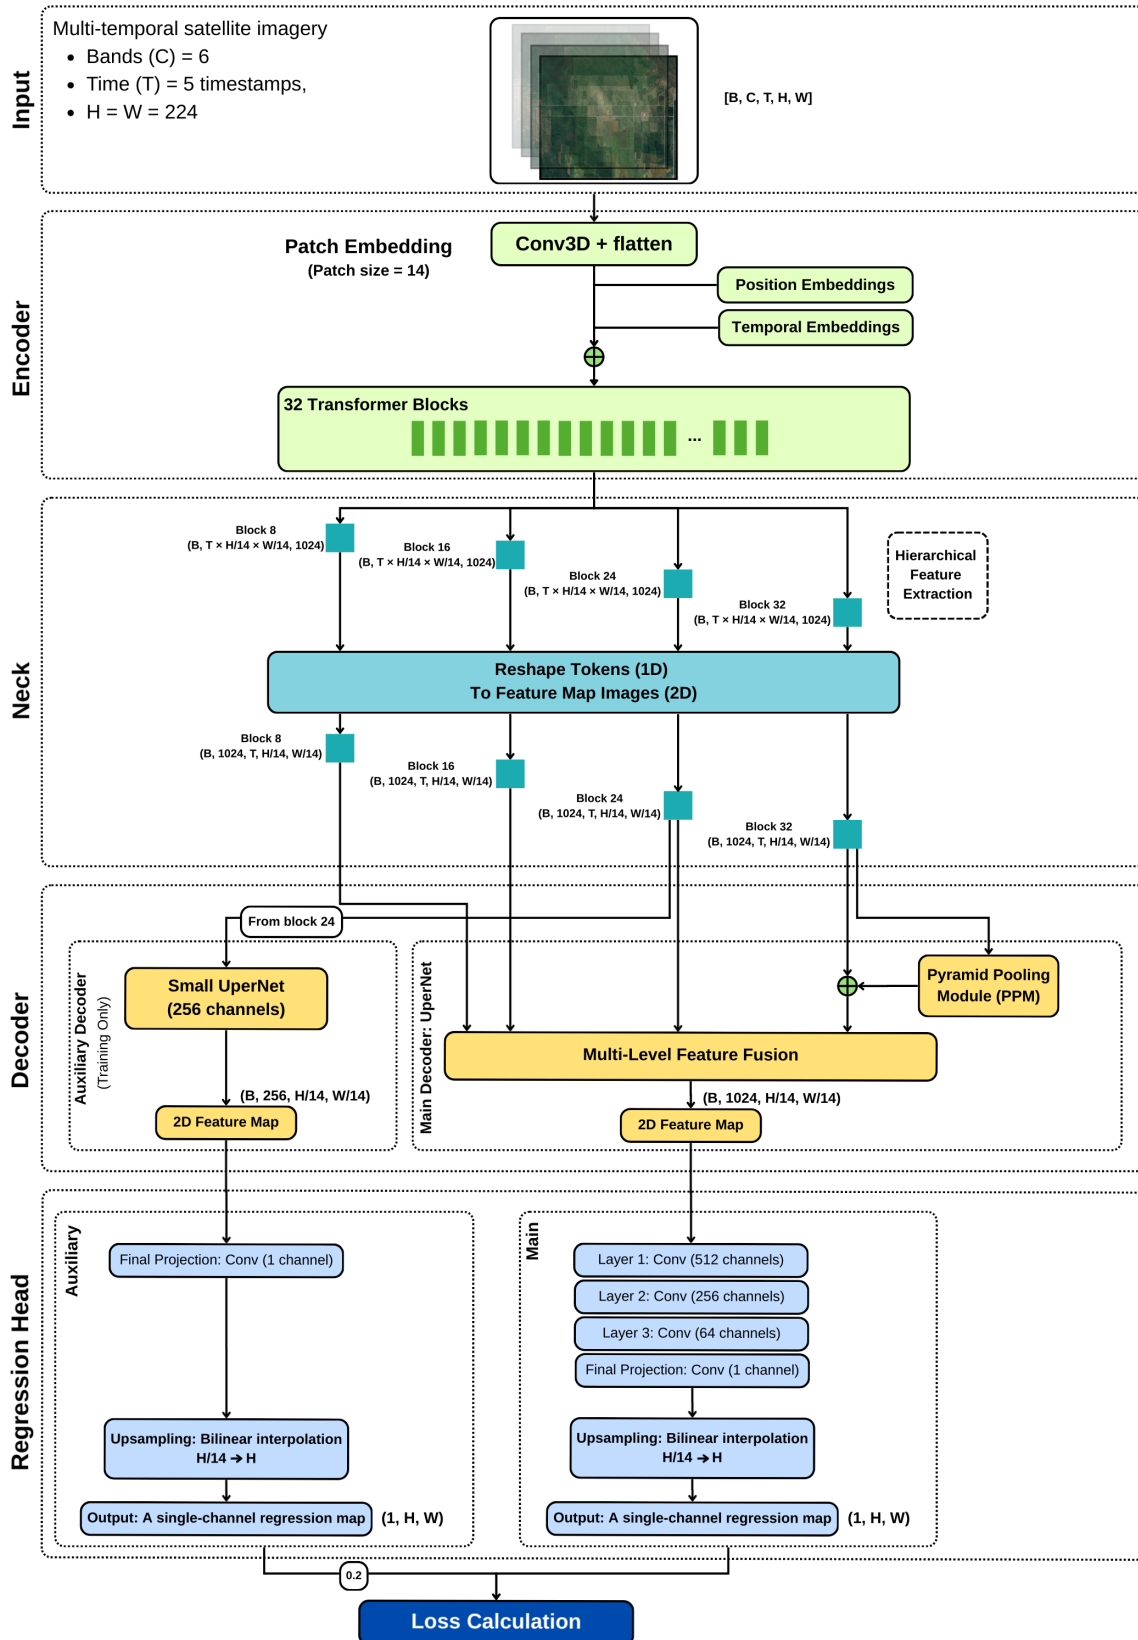 Input
Multi-temporal satellite imagery
• Bands (C) = 6
• Time (T) = 5 timestamps,
• H = W = 224
[B, C, T, H, W]
Encoder
Patch Embedding
(Patch size = 14)
Conv3D + flatten
Position Embeddings
Temporal Embeddings
32 Transformer Blocks
...
Neck
Block 8
(B, T × H/14 × W/14, 1024)
Block 16
(B, T × H/14 × W/14, 1024)
Block 24
(B, T × H/14 × W/14, 1024)
Block 32
(B, T × H/14 × W/14, 1024)
Hierarchical
Feature
Extraction
Reshape Tokens (1D)
To Feature Map Images (2D)
Block 8
(B, 1024, T, H/14, W/14)
Block 16
(B, 1024, T, H/14, W/14)
Block 24
(B, 1024, T, H/14, W/14)
Block 32
(B, 1024, T, H/14, W/14)
Decoder
From block 24
Auxiliary Decoder
(Training Only)
Small UperNet
(256 channels)
(B, 256, H/14, W/14)
2D Feature Map
Main Decoder: UperNet
Pyramid Pooling
Module (PPM)
Multi-Level Feature Fusion
(B, 1024, H/14, W/14)
2D Feature Map
Regression Head
Auxiliary
Final Projection: Conv (1 channel)
Upsampling: Bilinear interpolation
H/14 → H
Output: A single-channel regression map
(1, H, W)
Main
Layer 1: Conv (512 channels)
Layer 2: Conv (256 channels)
Layer 3: Conv (64 channels)
Final Projection: Conv (1 channel)
Upsampling: Bilinear interpolation
H/14 → H
Output: A single-channel regression map
(1, H, W)
0.2
Loss Calculation